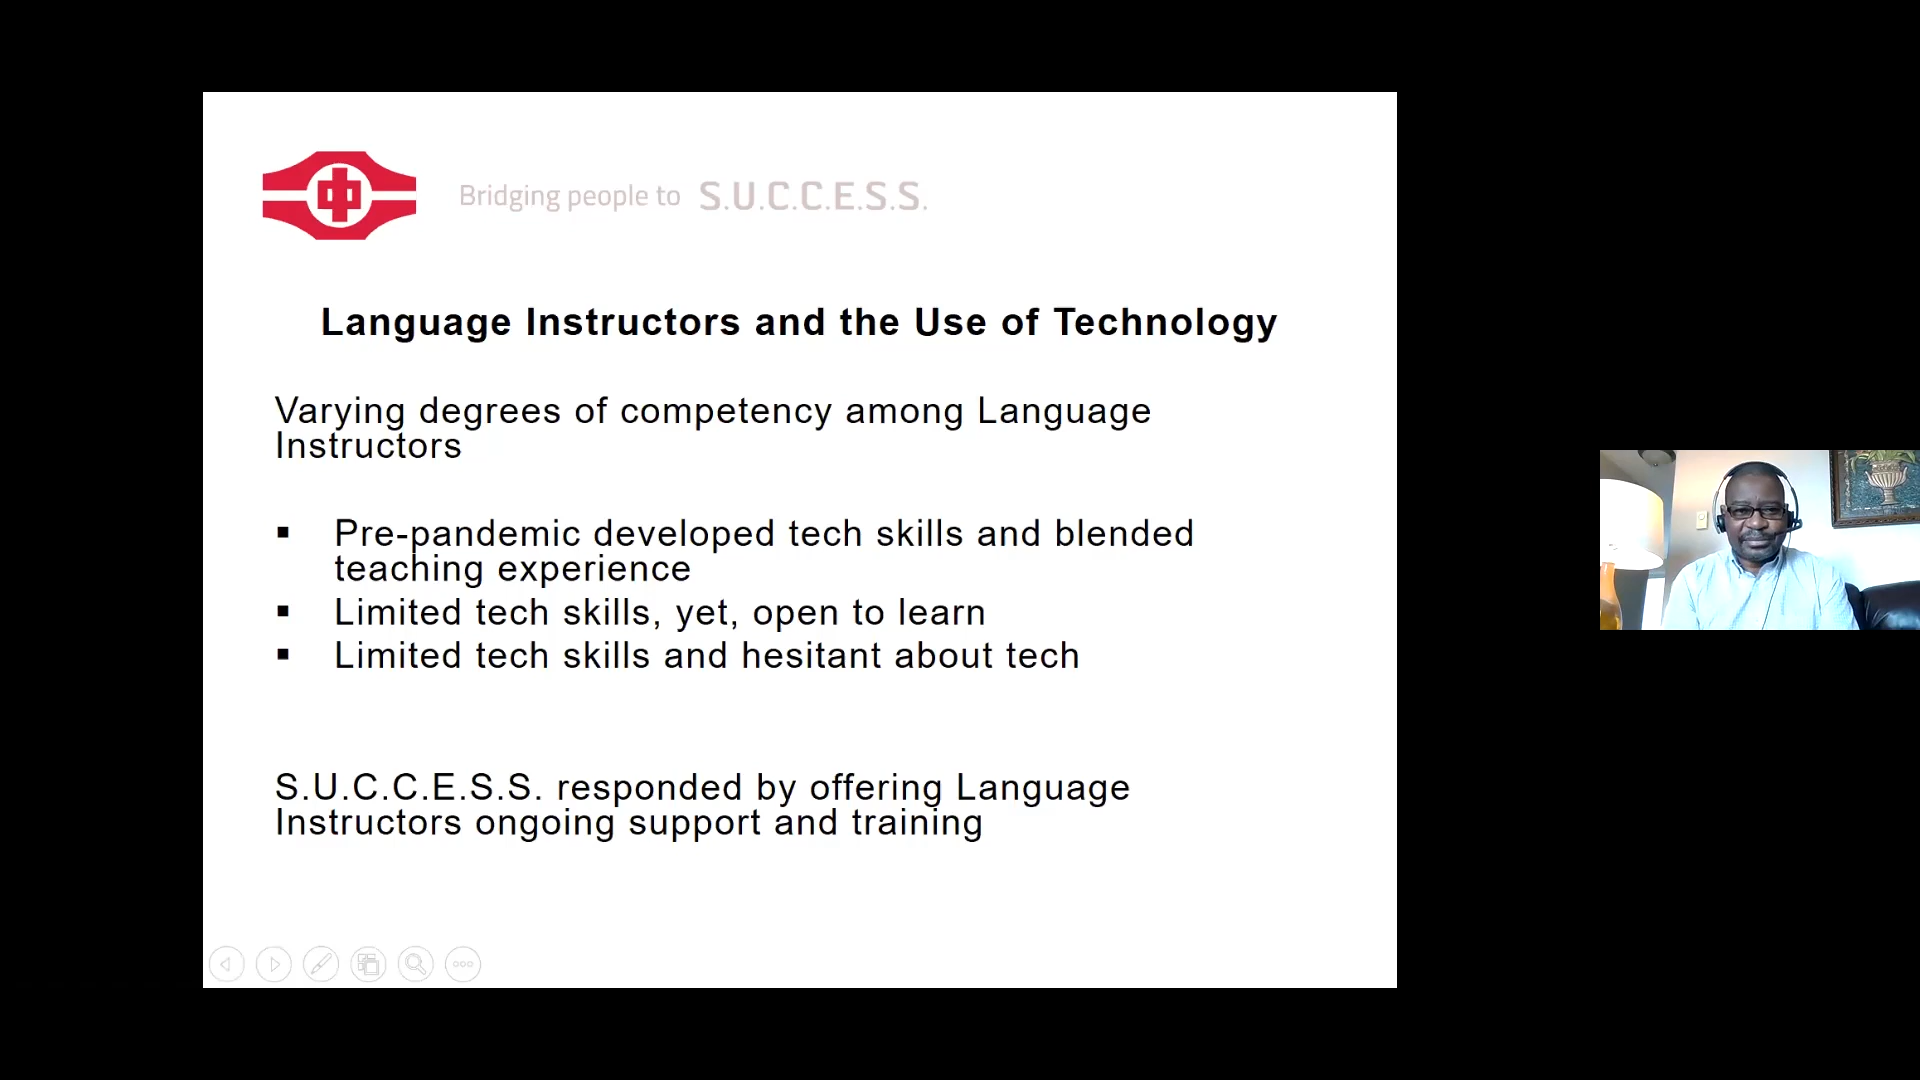 Bridging people to S.U.C.C.E.S.S.
Language Instructors and the Use of Technology
Varying degrees of competency among Language
Instructors
▪ Pre-pandemic developed tech skills and blended
teaching experience
▪ Limited tech skills, yet, open to learn
▪ Limited tech skills and hesitant about tech
S.U.C.C.E.S.S. responded by offering Language
Instructors ongoing support and training